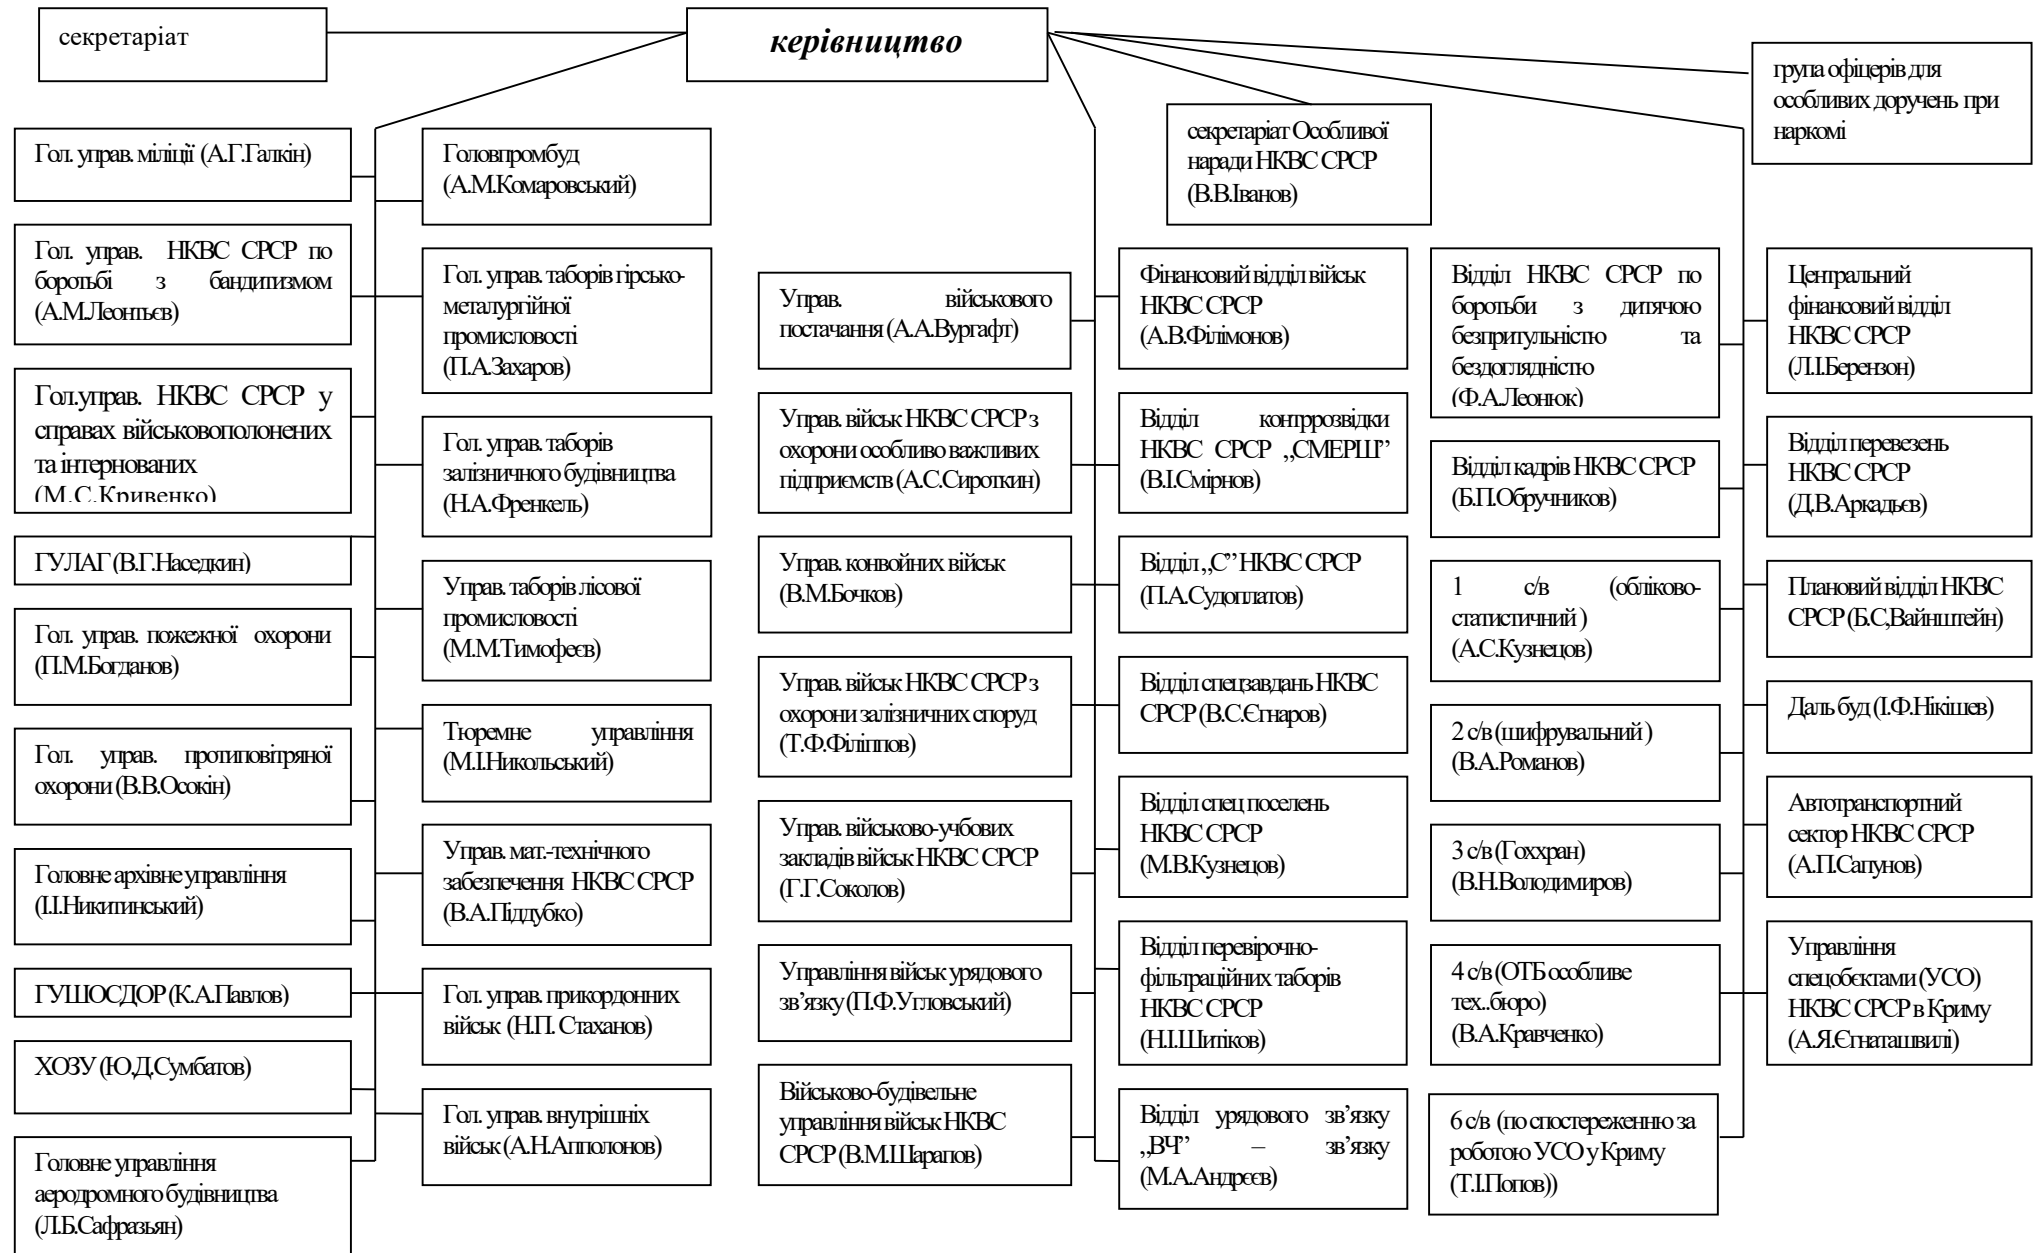 секретаріат
керівництво
група офіцерів для
особливих доручень при
наркомі
секретаріат Особливої
наради НКВС СРСР
(В.В.Іванов)
Гол. управ. міліції (А.Г.Галкін)
Гол. управ. НКВС СРСР по
боротьбі з бандитизмом
(А.М.Леонтьєв)
Гол.управ. НКВС СРСР у
справах військовополонених
та інтернованих
(М.С.Кривенко)
ГУЛАГ (В.Г.Наседкин)
Гол. управ. пожежної охорони
(П.М.Богданов)
Гол. управ. протиповітряної
охорони (В.В.Осокін)
Головне архівне управління
(І.І.Никитинський)
ГУШОСДОР (К.А.Павлов)
ХОЗУ (Ю.Д.Сумбатов)
Головне управління
аеродромного будівництва
(Л.Б.Сафразьян)
Головпромбуд
(А.М.Комаровський)
Гол. управ. таборів гірсько-
металургійної
промисловості
(П.А.Захаров)
Гол. управ. таборів
залізничного будівництва
(Н.А.Френкель)
Управ. таборів лісової
промисловості
(М.М.Тимофеєв)
Тюремне управління
(М.І.Никольський)
Управ. мат.-технічного
забезпечення НКВС СРСР
(В.А.Піддубко)
Гол. управ. прикордонних
військ (Н.П. Стаханов)
Гол. управ. внутрішніх
військ (А.Н.Апполонов)
Управ. військового
постачання (А.А.Вургафт)
Управ. військ НКВС СРСР з
охорони особливо важливих
підприємств (А.С.Сироткин)
Управ. конвойних військ
(В.М.Бочков)
Управ. військ НКВС СРСР з
охорони залізничних споруд
(Т.Ф.Філіппов)
Управ. військово-учбових
закладів військ НКВС СРСР
(Г.Г.Соколов)
Управління військ урядового
зв’язку (П.Ф.Угловський)
Військово-будівельне
управління військ НКВС
СРСР (В.М.Шарапов)
Фінансовий відділ військ
НКВС СРСР
(А.В.Філімонов)
Відділ контррозвідки
НКВС СРСР „СМЕРШ”
(В.І.Смірнов)
Відділ „С” НКВС СРСР
(П.А.Судоплатов)
Відділ спецзавдань НКВС
СРСР (В.С.Єгнаров)
Відділ спец поселень
НКВС СРСР
(М.В.Кузнецов)
Відділ перевірочно-
фільтраційних таборів
НКВС СРСР
(Н.І.Шитіков)
Відділ урядового зв’язку
„ВЧ” – зв’язку
(М.А.Андрєєв)
Відділ НКВС СРСР по
боротьби з дитячою
безпритульністю та
бездоглядністю
(Ф.А.Леонюк)
Відділ кадрів НКВС СРСР
(Б.П.Обручников)
1 с/в (обліково-
статистичний )
(А.С.Кузнецов)
2 с/в (шифрувальний )
(В.А.Романов)
3 с/в (Гоххран)
(В.Н.Володимиров)
4 с/в (ОТБ особливе
тех..бюро)
(В.А.Кравченко)
6 с/в (по спостереженню за
роботою УСО у Криму
(Т.І.Попов))
Центральний
фінансовий відділ
НКВС СРСР
(Л.І.Берензон)
Відділ перевезень
НКВС СРСР
(Д.В.Аркадьєв)
Плановий відділ НКВС
СРСР (Б.С,Вайнштейн)
Даль буд (І.Ф.Нікішев)
Автотранспортний
сектор НКВС СРСР
(А.П.Сапунов)
Управління
спецобєктами (УСО)
НКВС СРСР в Криму
(А.Я.Єгнаташвилі)